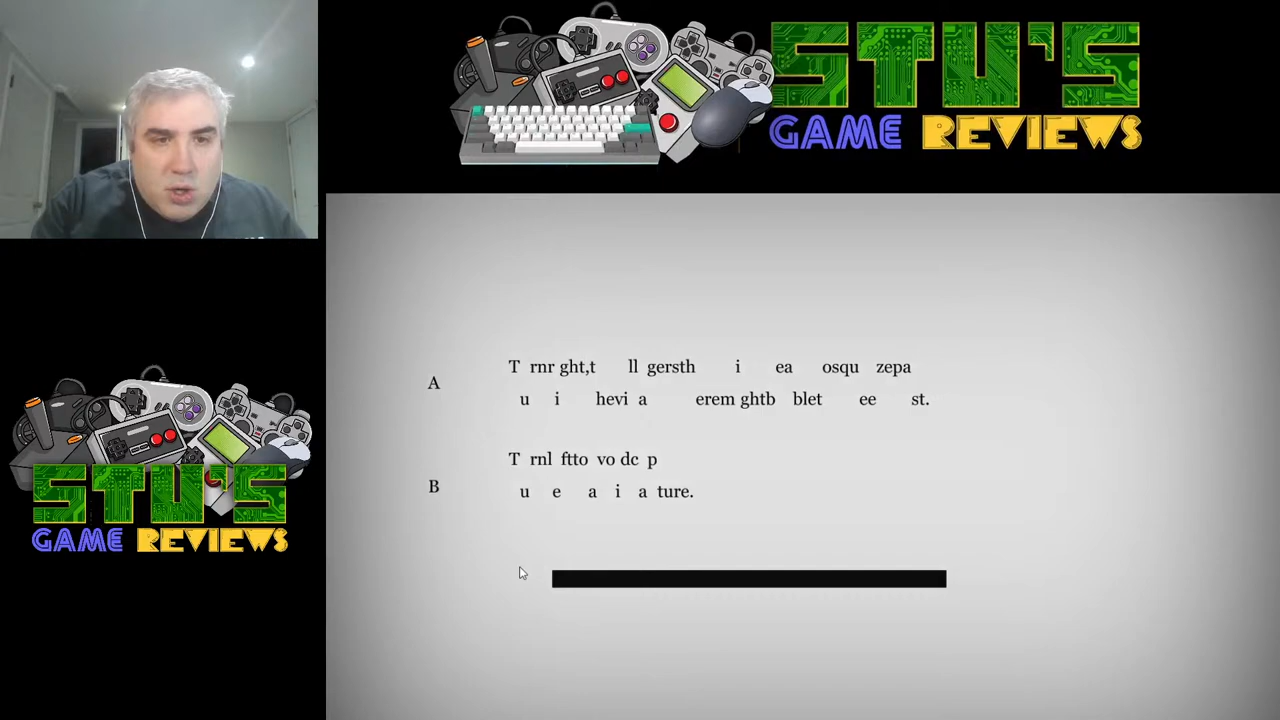 STU'S
GAME REVIEWS
A
T rnr ght,t ll gersth i ea osqu zepa
u i hevi a erem ghtb blet ee st.
B
T rnl ftto vo dc p
u e a i a ture.
STU'S
GAME REVIEWS